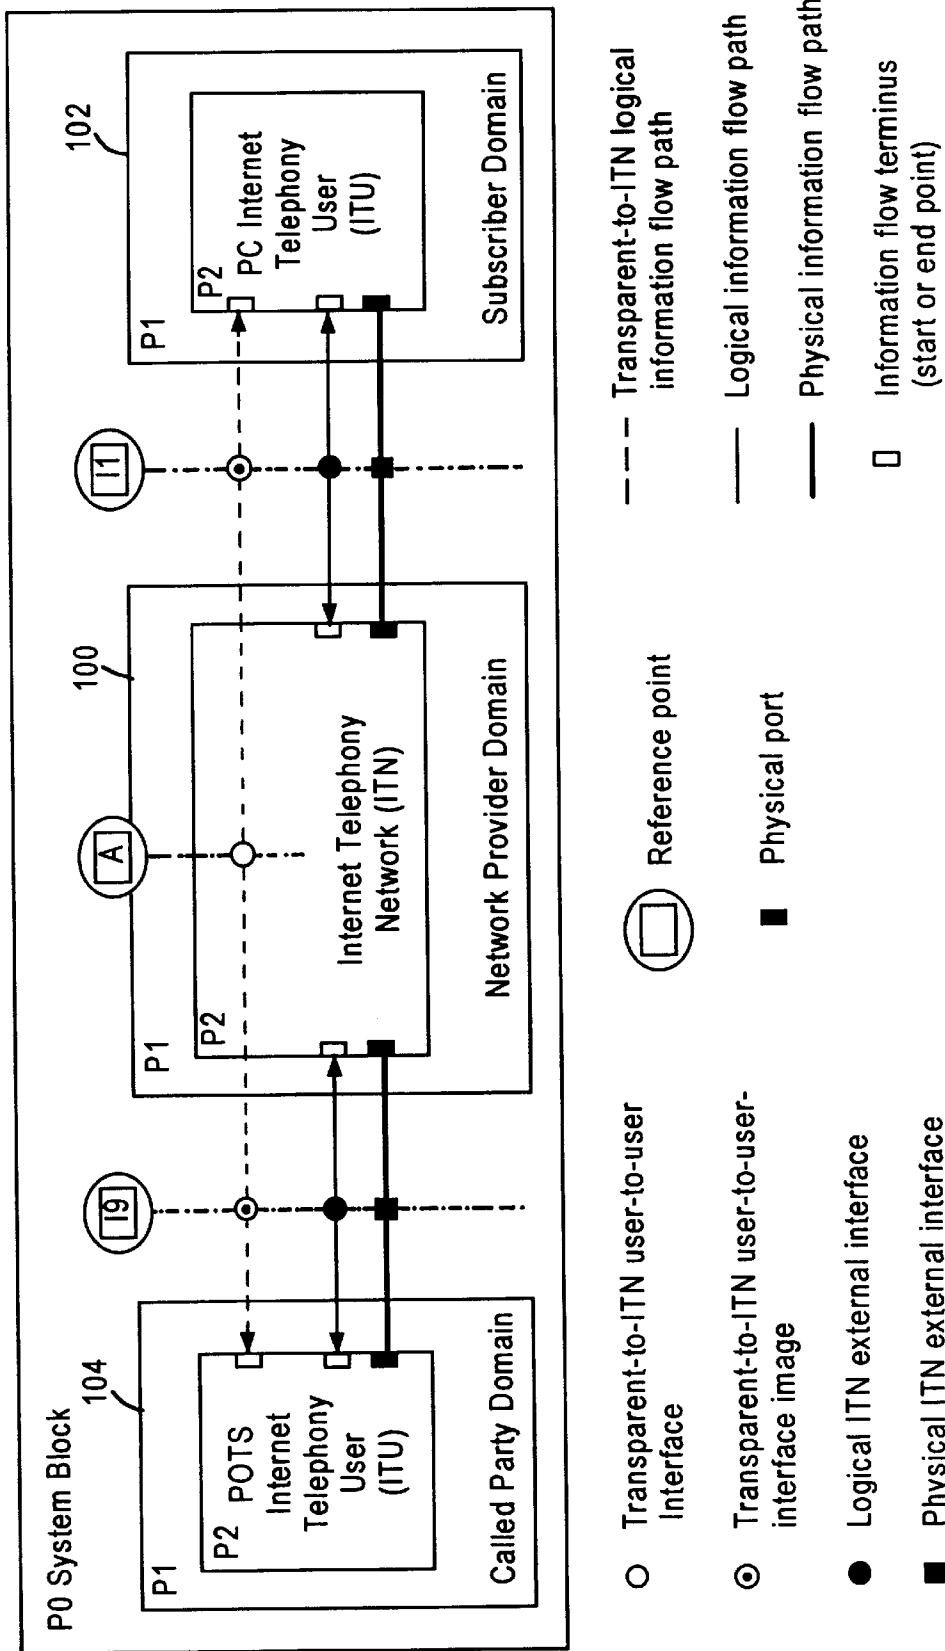 P0 System Block
104
P1
P2
POTS
Internet
Telephony
User
(ITU)
Called Party Domain
I9
100
A
P1
P2
Internet Telephony
Network (ITN)
Network Provider Domain
I1
102
P1
P2
PC Internet
Telephony
User
(ITU)
Subscriber Domain
Transparent-to-ITN user-to-user
Interface
Transparent-to-ITN user-to-user-
interface image
Logical ITN external interface
Physical ITN external interface
Reference point
Physical port
Transparent-to-ITN logical
information flow path
Logical information flow path
Physical information flow path
Information flow terminus
(start or end point)